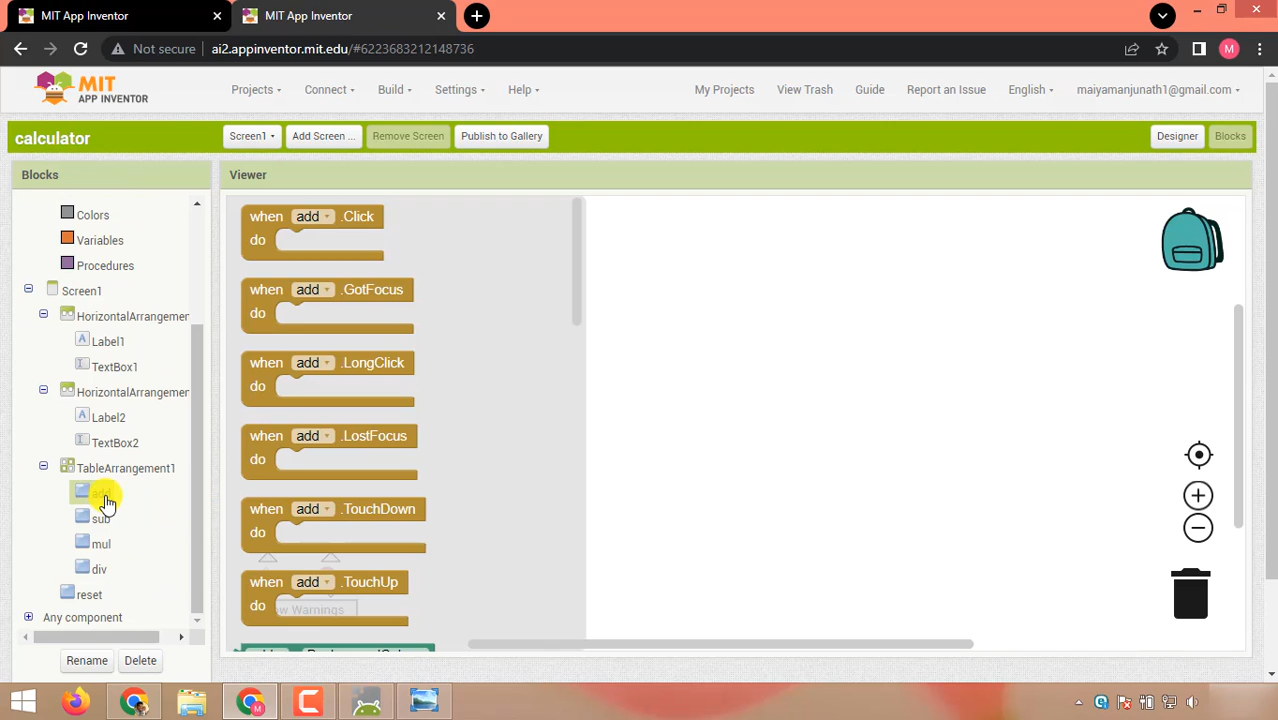 MIT App Inventor
MIT App Inventor
Not secure
ai2.appinventor.mit.edu/#6223683212148736
M
MIT
APP INVENTOR
Projects
Connect
Build
Settings
Help
My Projects
View Trash
Guide
Report an Issue
English
maiyamanjunath1@gmail.com
calculator
Screen1
Add Screen ...
Remove Screen
Publish to Gallery
Designer
Blocks
Blocks
Viewer
Colors
Variables
Procedures
Screen1
HorizontalArrangemer
A Label1
TextBox1
HorizontalArrangemer
A Label2
TextBox2
TableArrangement1
add
sub
mul
div
reset
Any component
Rename
Delete
when add .Click
do
when add .GotFocus
do
when add .LongClick
do
when add .LostFocus
do
when add .TouchDown
do
when add .TouchUp
do
Warnings
M